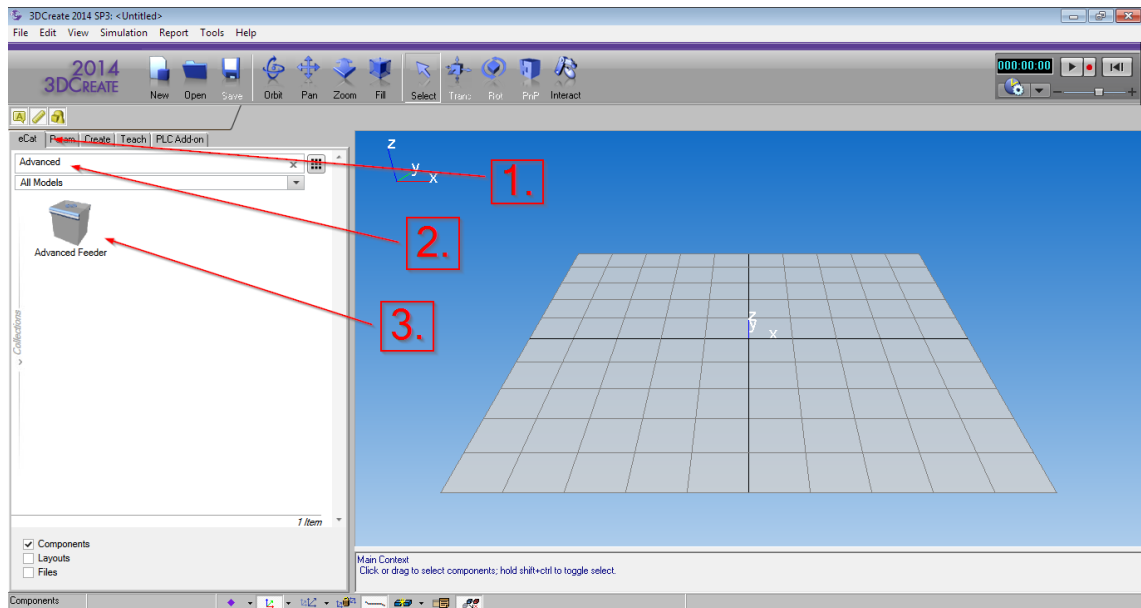 3DCreate 2014 SP3: <Untitled>
File Edit View Simulation Report Tools Help
2014
3DCREATE
New Open Save Orbit Pan Zoom Fill Select Trans Rot PnP Interact
000:00:00
eCat Param Create Teach PLC Add-on
Advanced
All Models
Advanced Feeder
Collections
1 Item
Components
Layouts
Files
z
y
x
1.
2.
3.
z
y
x
Main Context
Click or drag to select components; hold shift+ctrl to toggle select.
Components